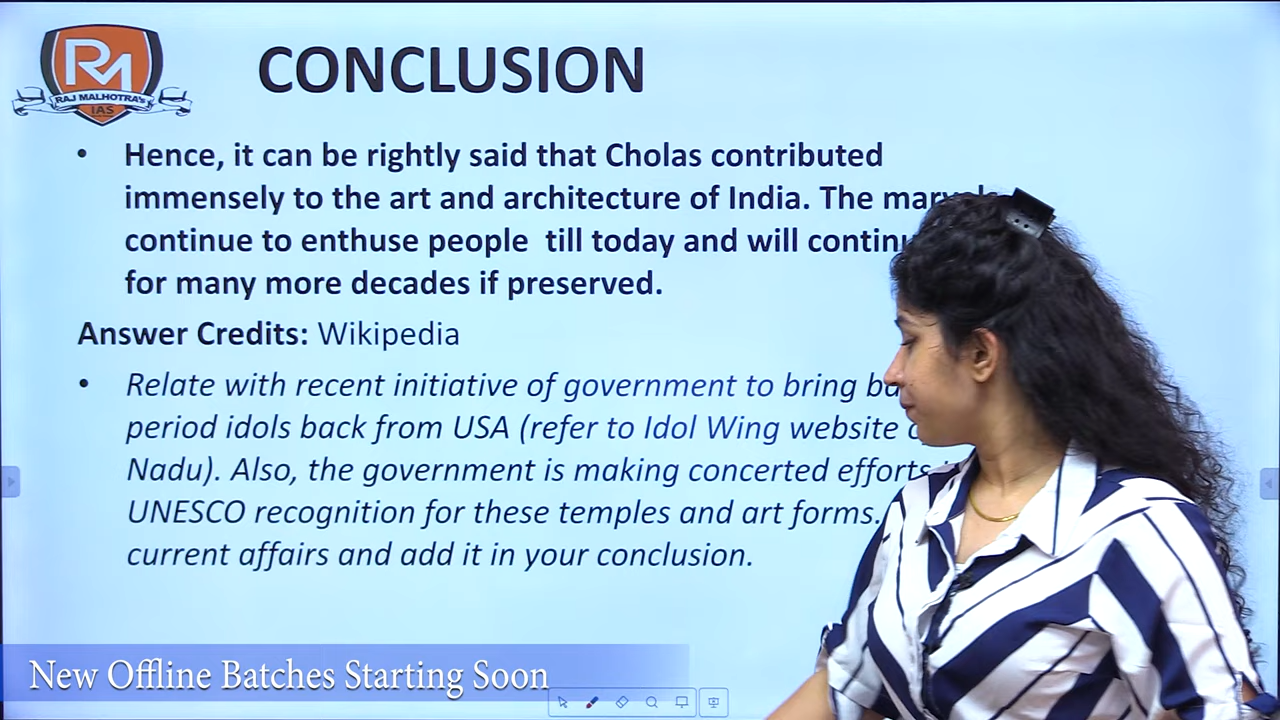 RM
RAJ MALHOTRA's
IAS
CONCLUSION
• Hence, it can be rightly said that Cholas contributed
immensely to the art and architecture of India. The
continue to enthuse people till today and will
for many more decades if preserved.
Answer Credits: Wikipedia
• Relate with recent initiative of government to bring
period idols back from USA (refer to Idol Wing website
Nadu). Also, the government is making concerted efforts
UNESCO recognition for these temples and art forms.
current affairs and add it in your conclusion.
New Offline Batches Starting Soon